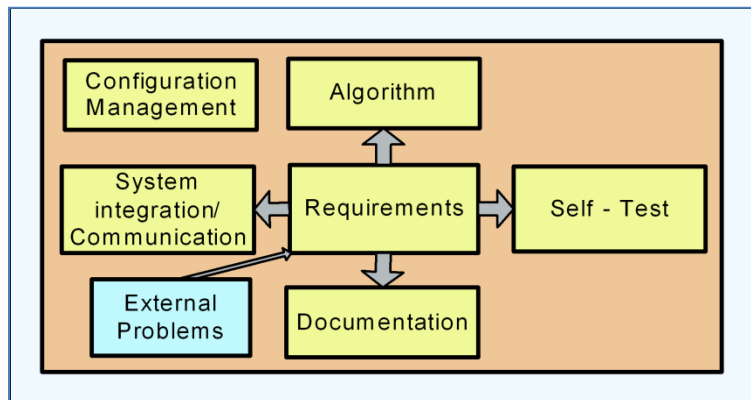 Configuration
Management
Algorithm
System
integration/
Communication
Requirements
Self - Test
External
Problems
Documentation